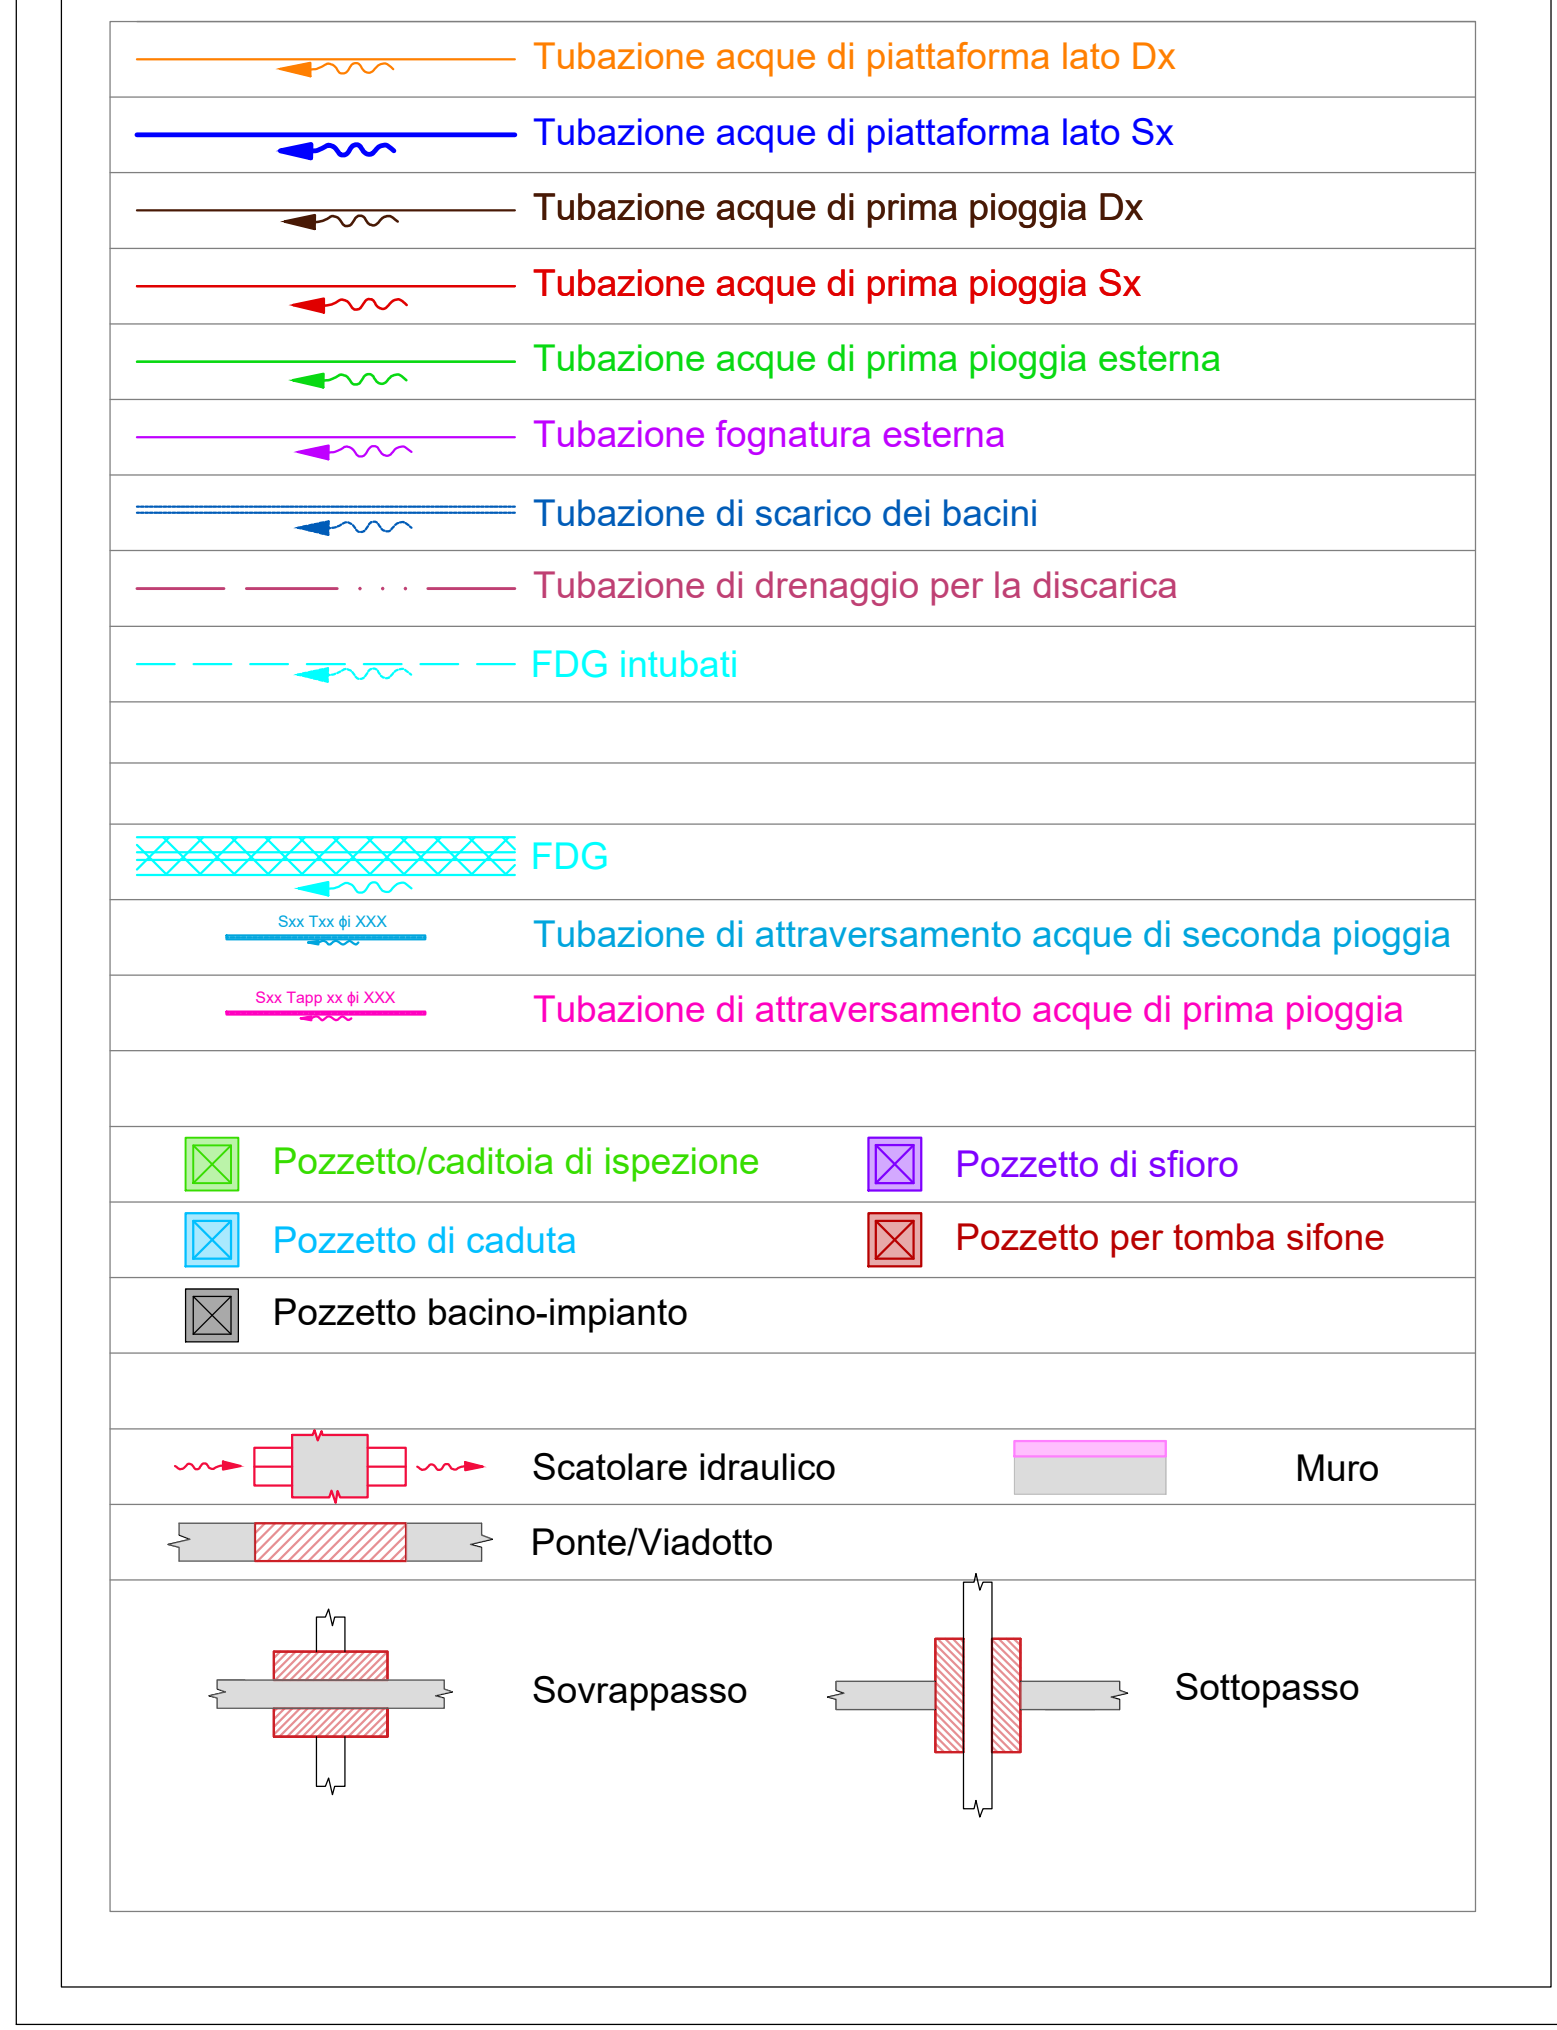 Tubazione acque di piattaforma lato Dx
Tubazione acque di piattaforma lato Sx
Tubazione acque di prima pioggia Dx
Tubazione acque di prima pioggia Sx
Tubazione acque di prima pioggia esterna
Tubazione fognatura esterna
Tubazione di scarico dei bacini
Tubazione di drenaggio per la discarica
FDG intubati
FDG
Sxx Txx ϕi XXX
Tubazione di attraversamento acque di seconda pioggia
Sxx Tapp xx ϕi XXX
Tubazione di attraversamento acque di prima pioggia
Pozzetto/caditoia di ispezione
Pozzetto di sfioro
Pozzetto di caduta
Pozzetto per tomba sifone
Pozzetto bacino-impianto
Scatolare idraulico
Muro
Ponte/Viadotto
Sovrappasso
Sottopasso